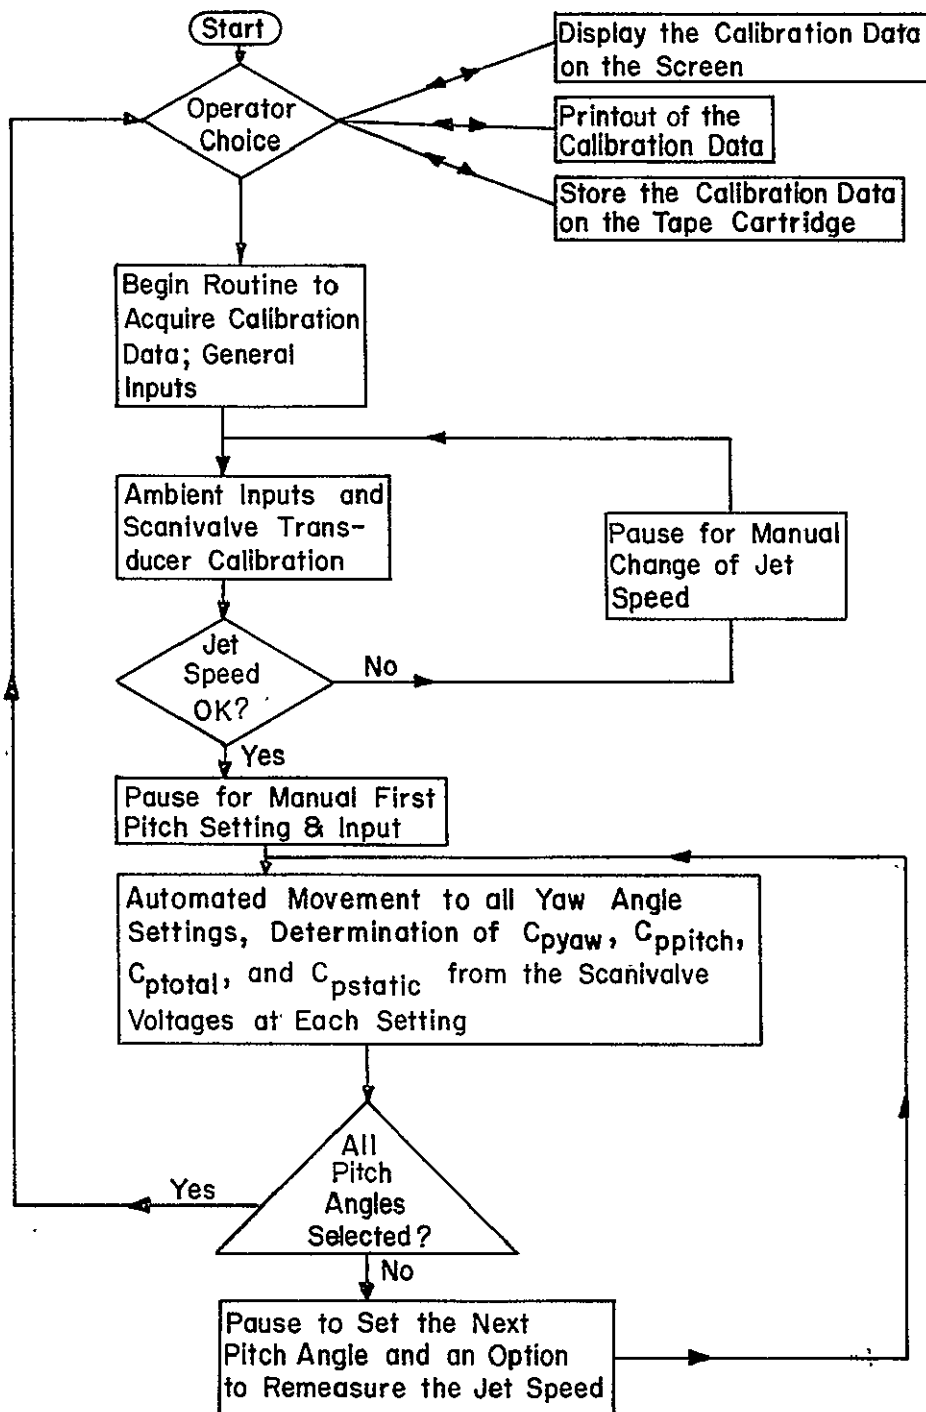 Start
Operator
Choice
Display the Calibration Data
on the Screen
Printout of the
Calibration Data
Store the Calibration Data
on the Tape Cartridge
Begin Routine to
Acquire Calibration
Data; General
Inputs
Ambient Inputs and
Scanivalve Trans-
ducer Calibration
Pause for Manual
Change of Jet
Speed
Jet
Speed
OK?
No
Yes
Pause for Manual First
Pitch Setting & Input
Automated Movement to all Yaw Angle
Settings, Determination of Cpyaw, Cppitch,
Cptotal, and Cpstatic from the Scanivalve
Voltages at Each Setting
All
Pitch
Angles
Selected?
Yes
No
Pause to Set the Next
Pitch Angle and an Option
to Remeasure the Jet Speed